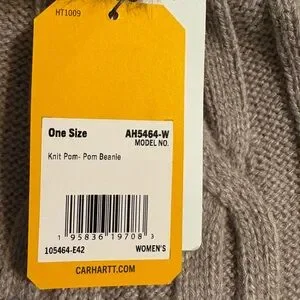 HT1009
One Size
AH5464-W
MODEL NO.
Knit Pom- Pom Beanie
1 95836 19708 3
105464-E42
WOMEN'S
CARHARTT.COM